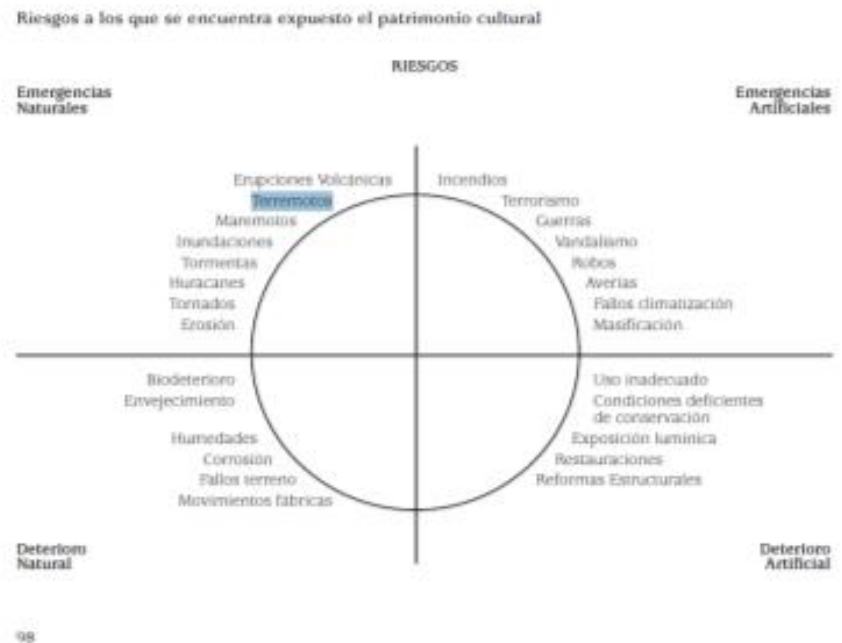 Riesgos a los que se encuentra expuesto el patrimonio cultural
RIESGOS
Emergencias
Naturales
Emergencias
Artificiales
Erupciones Volcánicas
Terremotos
Maremotos
Inundaciones
Tormentas
Huracanes
Tornados
Erosión
Incendios
Terrorismo
Guerras
Vandalismo
Robos
Averías
Fallos climatización
Masificación
Biodeterioro
Envejecimiento
Humedades
Corrosión
Fallos terreno
Movimientos fábricas
Uso inadecuado
Condiciones deficientes
de conservación
Exposición lumínica
Restauraciones
Reformas Estructurales
Deterioro
Natural
Deterioro
Artificial
98